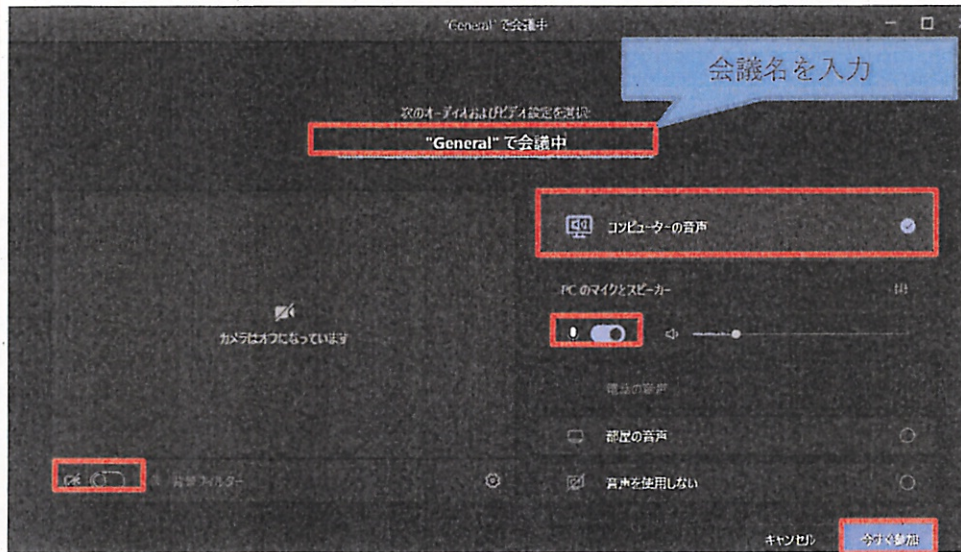 "General" で会議中
会議名を入力
次のオーディオおよびビデオ設定を選択:
"General" で会議中
コンピューターの音声
PC のマイクとスピーカー
カメラはオフになっています
電話の音声
部屋の音声
背景フィルター
音声を使用しない
キャンセル
今すぐ参加